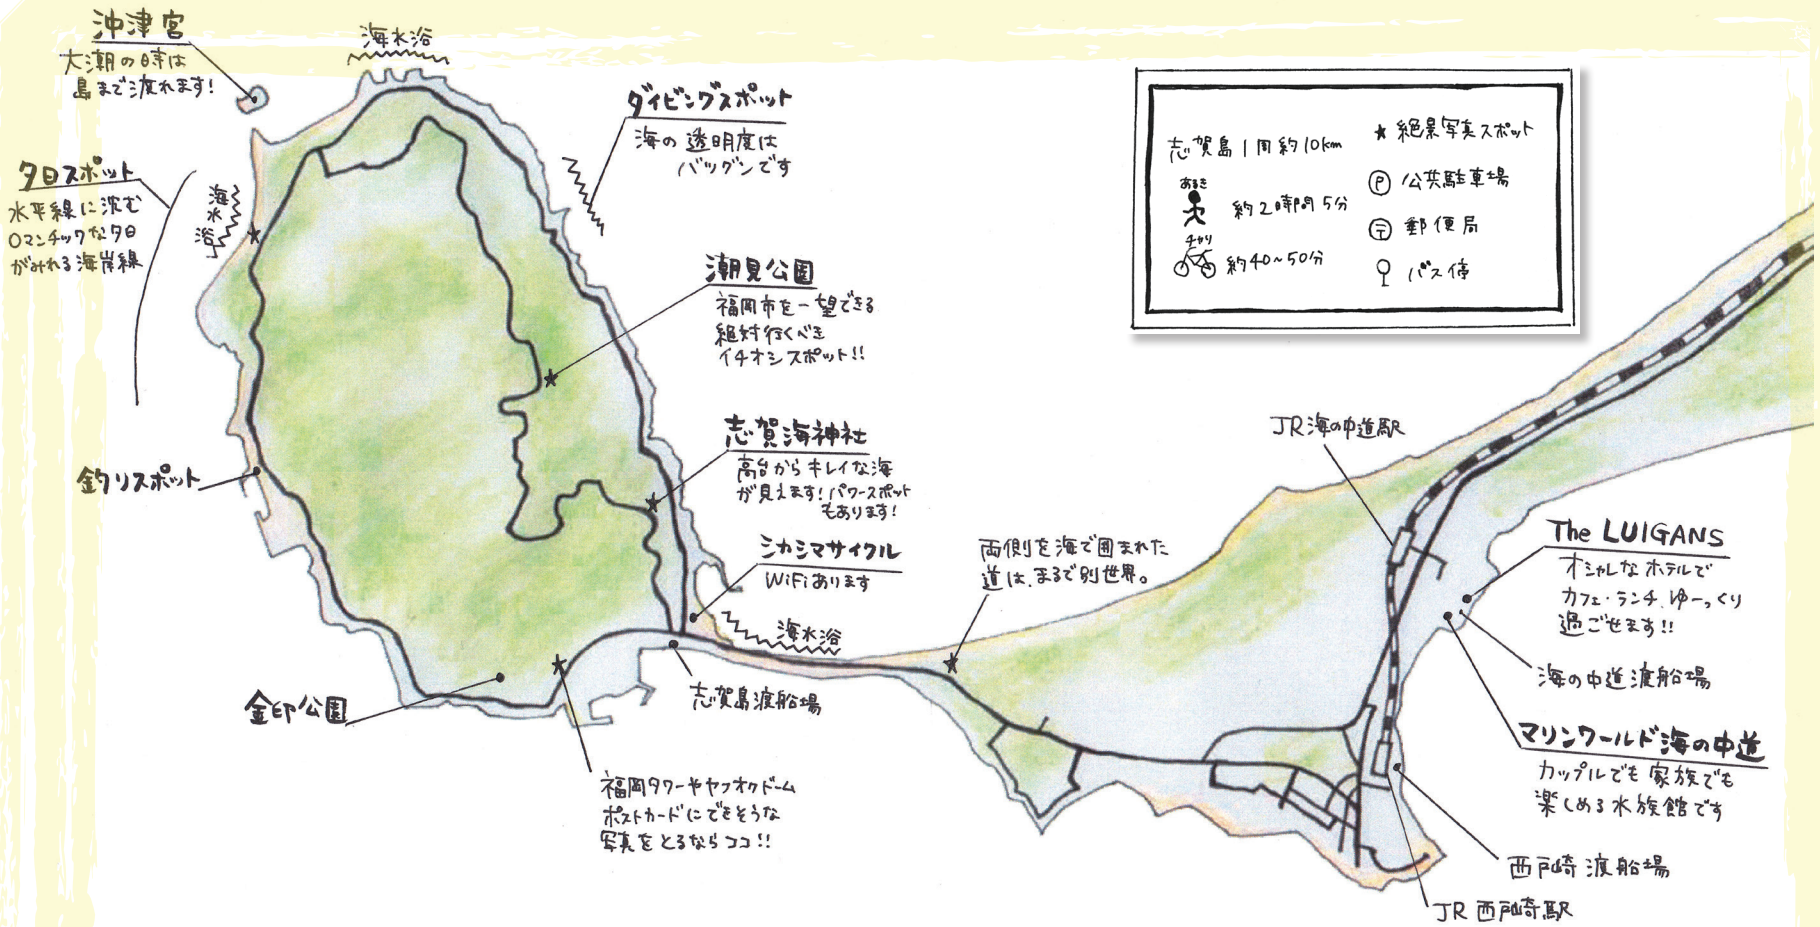 沖津宮
大潮の時は
島まで渡れます!
海水浴
ダイビングスポット
海の透明度は
バツグンです
夕日スポット
水平線に沈む
ロマンチックな夕日
がみれる海岸線
海水浴
潮見公園
福岡市を一望できる
絶対行くべき
イチオシスポット!!
志賀海神社
高台からキレイな海
が見えます!パワースポット
もあります!
釣りスポット
シカシマサイクル
WiFiあります
海水浴
金印公園
志賀島渡船場
福岡タワーやヤフオクドーム
ポストカードにできそうな
写真をとるならココ!!
両側を海で囲まれた
道は、まるで別世界。
志賀島1周約10km
あるき
約2時間5分
チャリ
約40~50分
★絶景写真スポット
Ⓟ 公共駐車場
〒 郵便局
バス停
JR海の中道駅
The LUIGANS
オシャレなホテルで
カフェ・ランチ、ゆーっくり
過ごせます!!
海の中道渡船場
マリンワールド海の中道
カップルでも家族でも
楽しめる水族館です
西戸崎渡船場
JR西戸崎駅